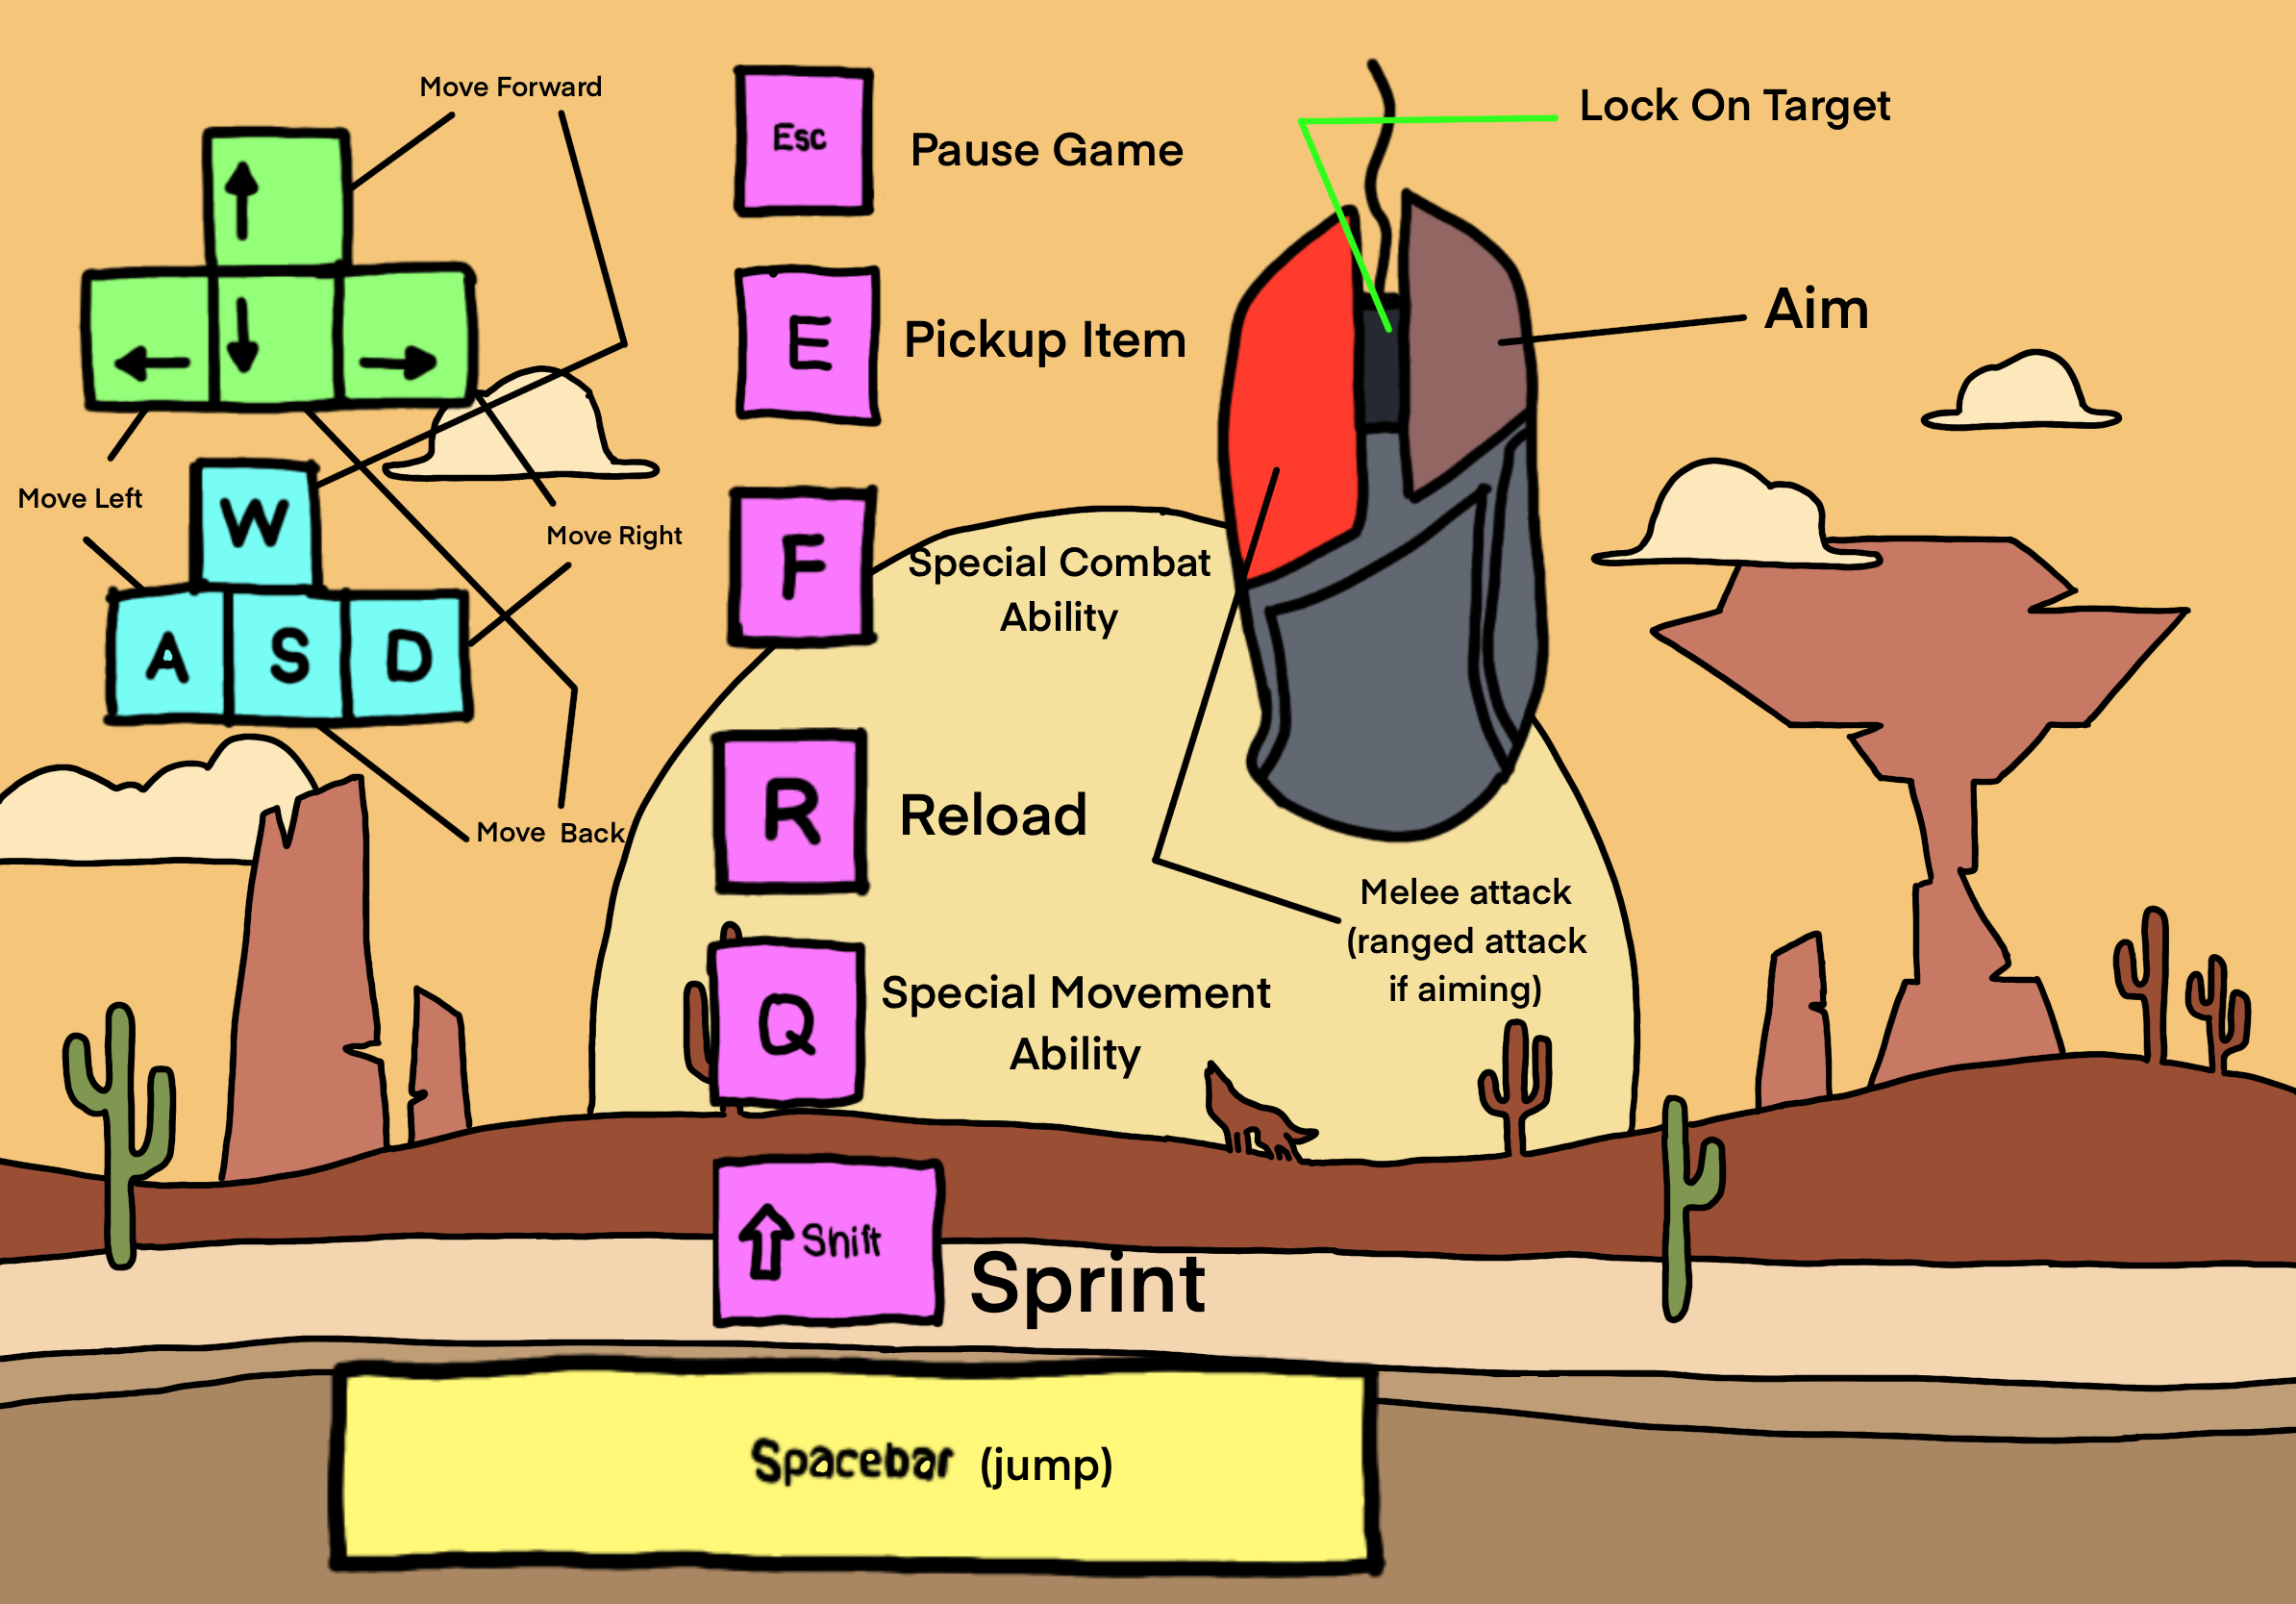 Move Forward
Move Left
W
Move Right
A S D
Move Back
Esc
Pause Game
E
Pickup Item
F
Special Combat
Ability
R
Reload
Q
Special Movement
Ability
Shift
Sprint
Spacebar (jump)
Lock On Target
Aim
Melee attack
(ranged attack
if aiming)